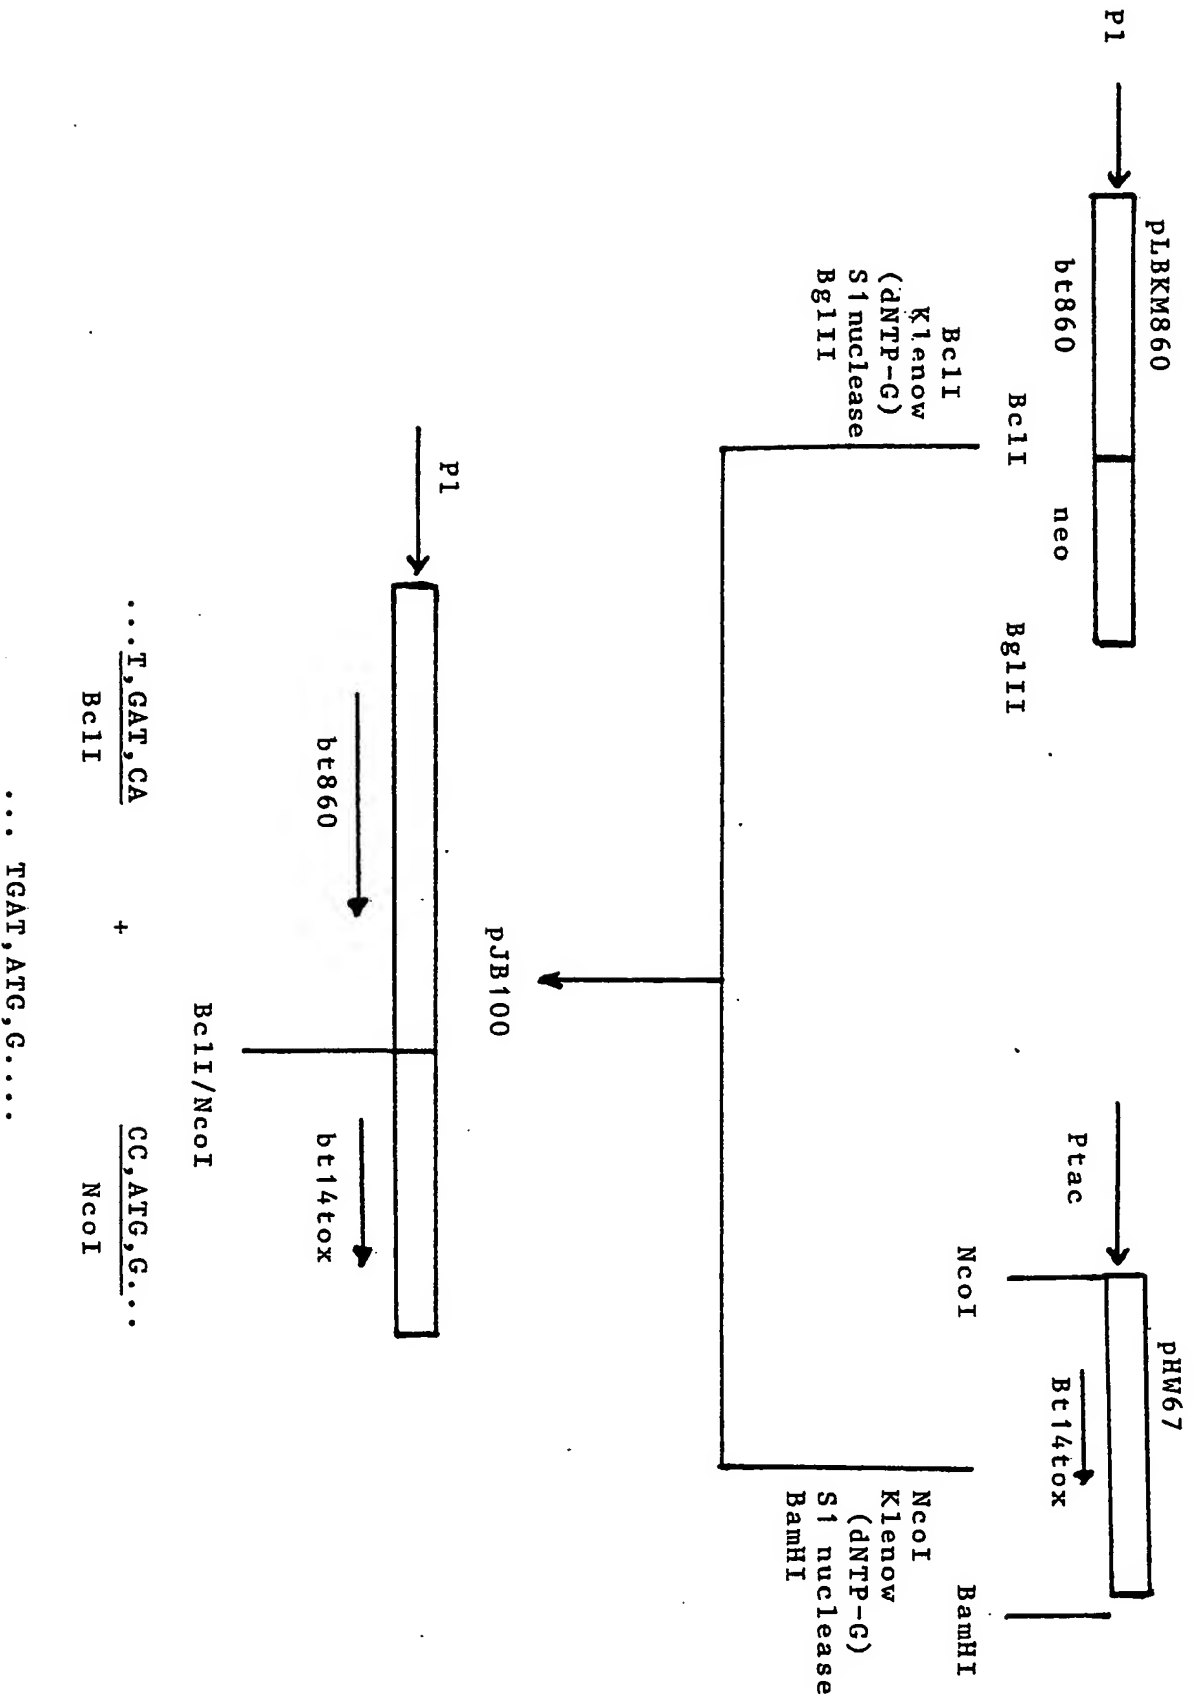 pLBKM860
P1
bt860
neo
BclI
BglII
BclI
Klenow
(dNTP-G)
S1 nuclease
BglII
pHW67
Ptac
Bt14tox
NcoI
BamHI
NcoI
Klenow
(dNTP-G)
S1 nuclease
BamHI
pJB100
P1
bt860
bt14tox
BclI/NcoI
...T,GAT,CA + CC,ATG,G...
BclI NcoI
... TGAT,ATG,G....